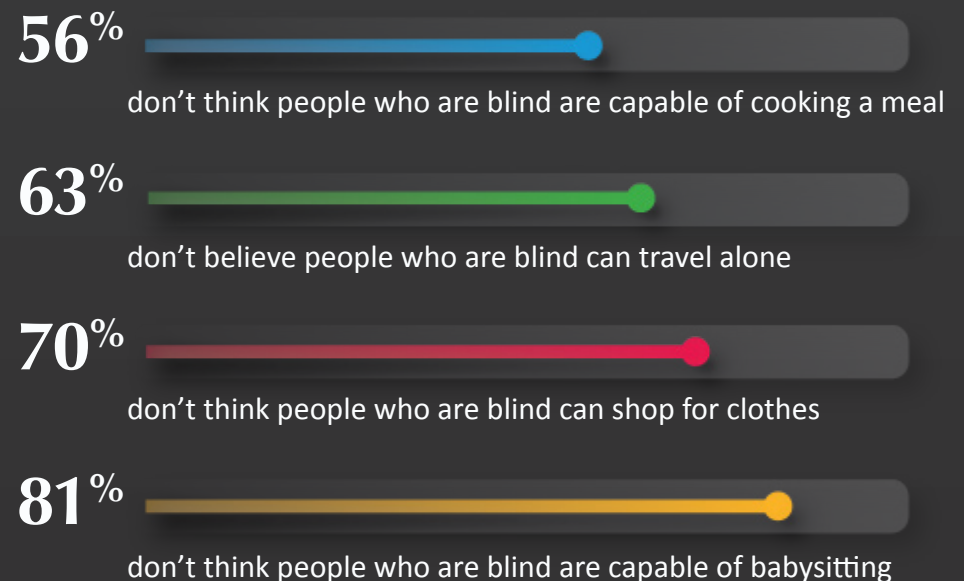 56%
don’t think people who are blind are capable of cooking a meal
63%
don’t believe people who are blind can travel alone
70%
don’t think people who are blind can shop for clothes
81%
don’t think people who are blind are capable of babysitting